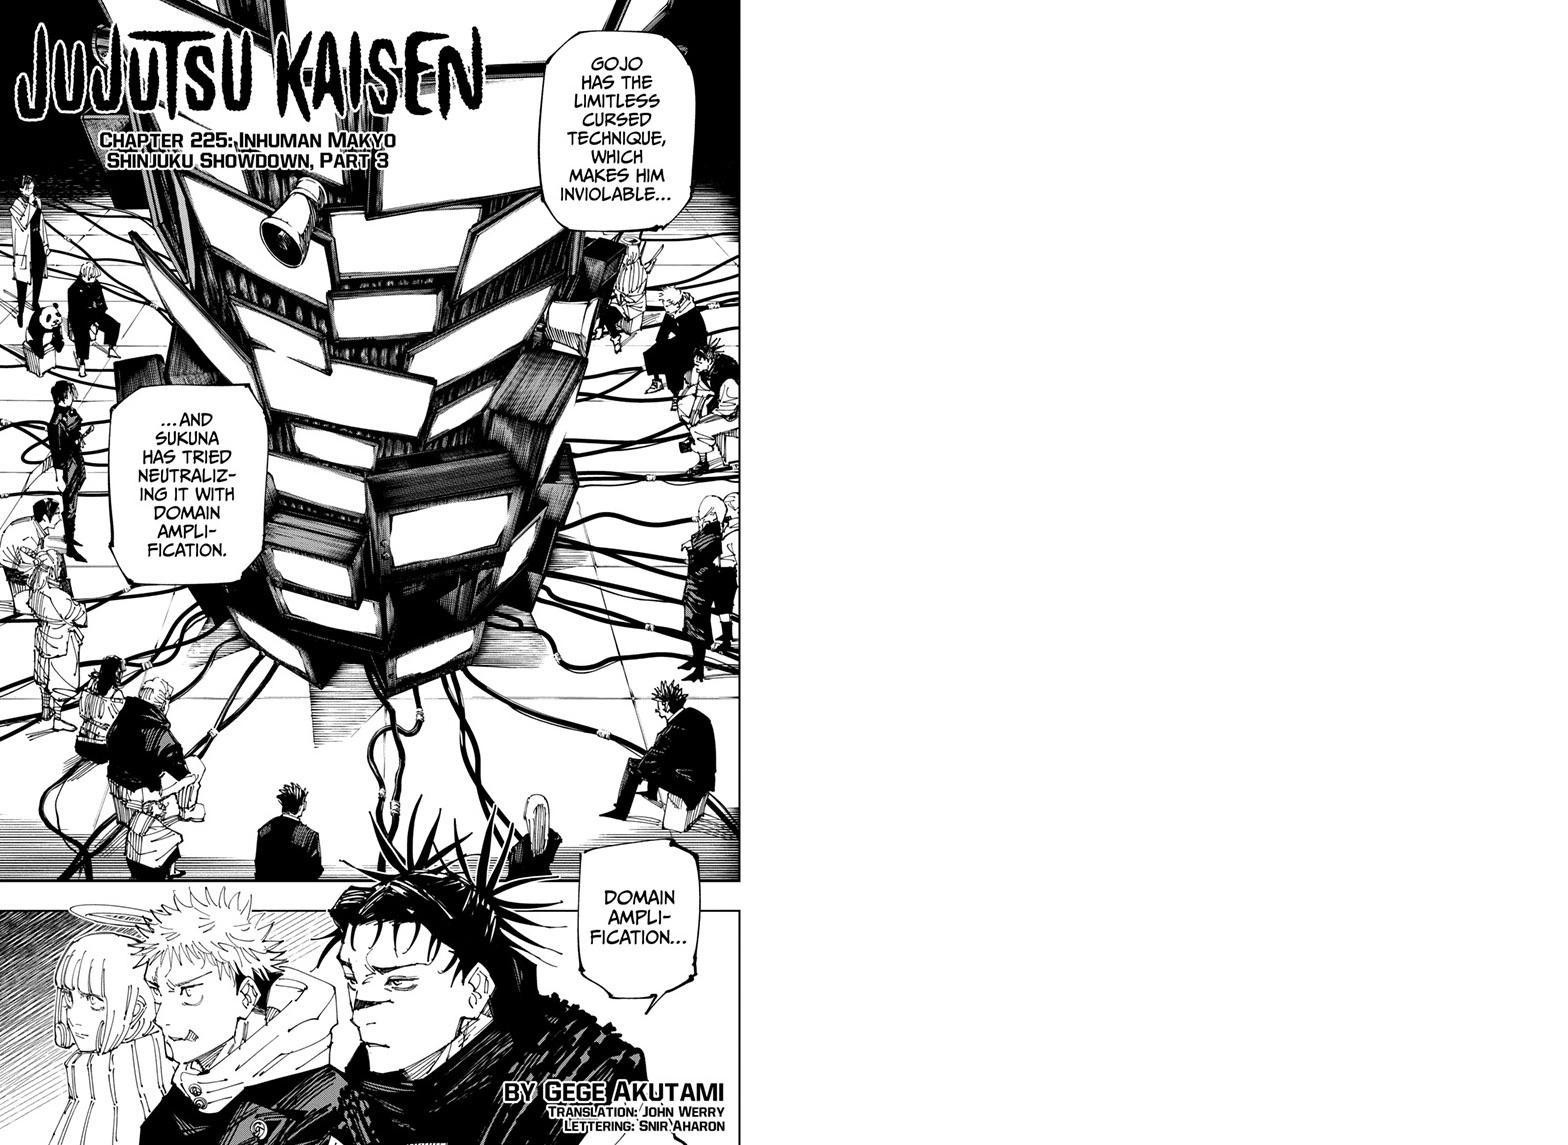 JUJUTSU KAISEN
CHAPTER 225: INHUMAN MAKYO
SHINJUKU SHOWDOWN, PART 3
GOJO
HAS THE
LIMITLESS
CURSED
TECHNIQUE,
WHICH
MAKES HIM
INVIOLABLE...
...AND
SUKUNA
HAS TRIED
NEUTRALIZ-
ING IT WITH
DOMAIN
AMPLI-
FICATION.
DOMAIN
AMPLI-
FICATION...
BY GEGE AKUTAMI
TRANSLATION: JOHN WERRY
LETTERING: SNIR AHARON